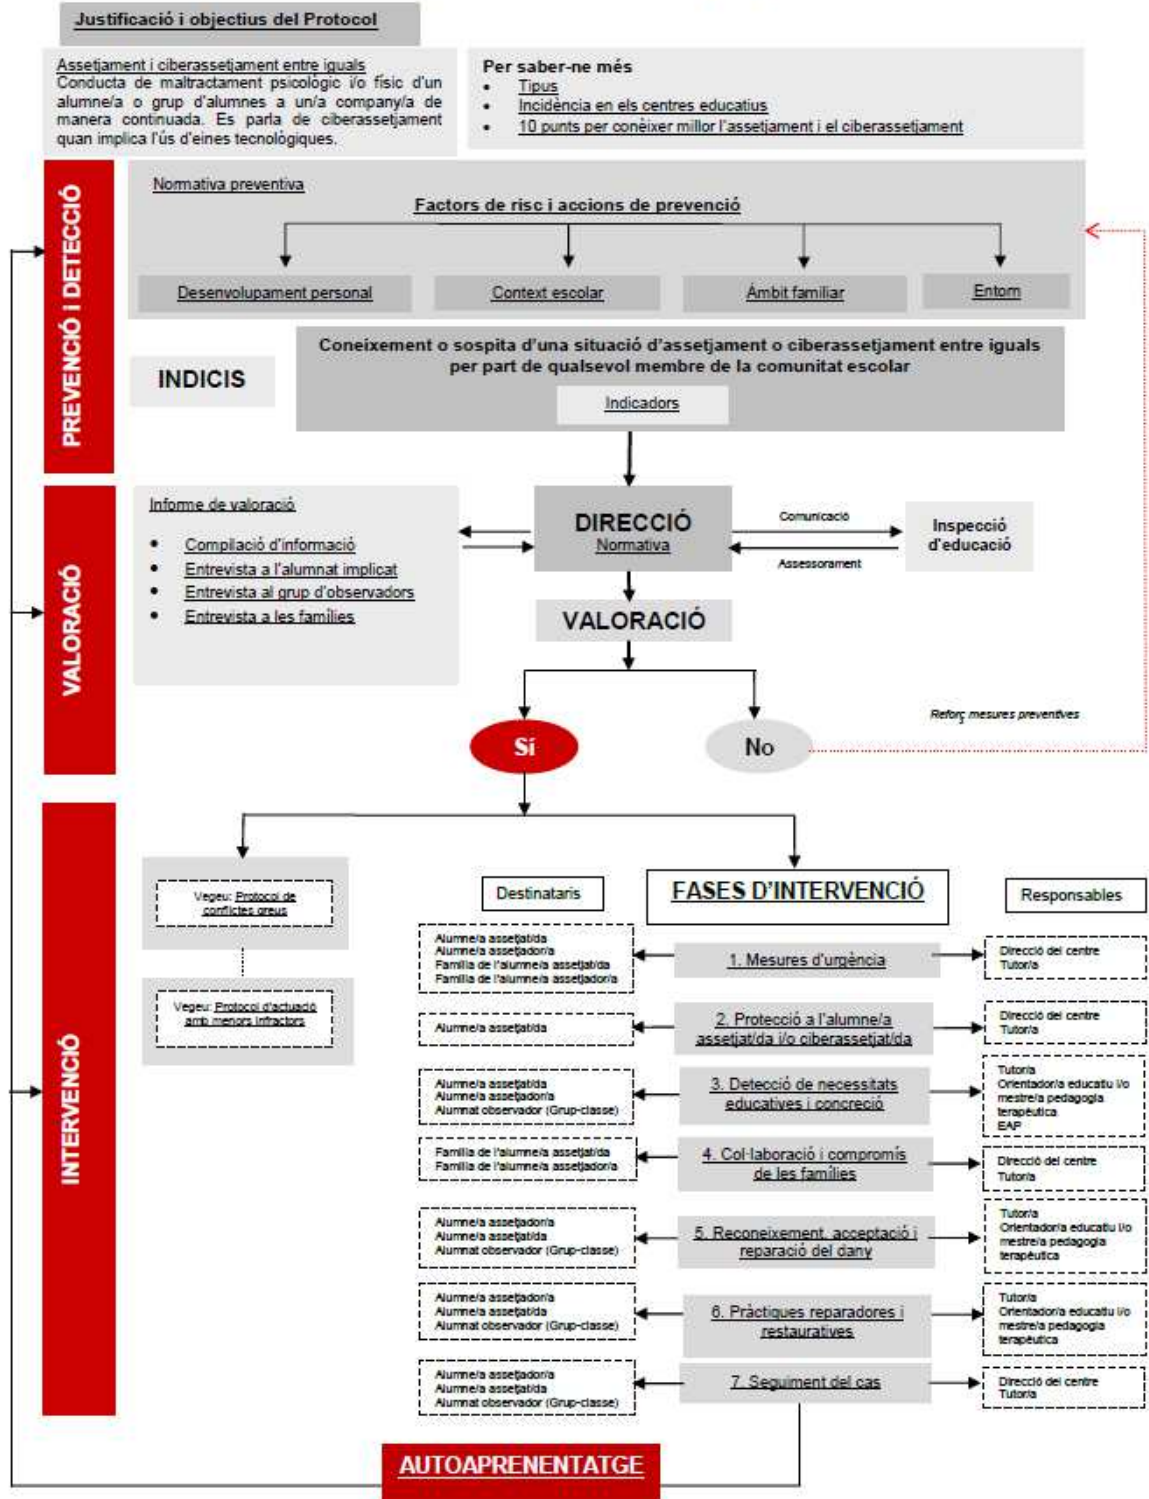 Justificació i objectius del Protocol
Assetjament i ciberassetjament entre iguals
Conducta de maltractament psicològic i/o físic d'un
alumne/a o grup d'alumnes a un/a company/a de
manera continuada. Es parla de ciberassetjament
quan implica l'ús d'eines tecnològiques.
Per saber-ne més
• Tipus
• Incidència en els centres educatius
• 10 punts per conèixer millor l'assetjament i el ciberassetjament
PREVENCIÓ I DETECCIÓ
Normativa preventiva
Factors de risc i accions de prevenció
Desenvolupament personal
Context escolar
Àmbit familiar
Entorn
INDICIS
Coneixement o sospita d'una situació d'assetjament o ciberassetjament entre iguals
per part de qualsevol membre de la comunitat escolar
Indicadors
VALORACIÓ
Informe de valoració
• Compilació d'informació
• Entrevista a l'alumnat implicat
• Entrevista al grup d'observadors
• Entrevista a les famílies
DIRECCIÓ
Normativa
Comunicació
Assessorament
Inspecció
d'educació
VALORACIÓ
Sí
No
Reforç mesures preventives
INTERVENCIÓ
Vegeu: Protocol de
conflictes greus
Vegeu: Protocol d'actuació
amb menors infractors
Destinataris
FASES D'INTERVENCIÓ
Responsables
Alumne/a assetjat/da
Alumne/a assetjador/a
Família de l'alumne/a assetjat/da
Família de l'alumne/a assetjador/a
1. Mesures d'urgència
Direcció del centre
Tutor/a
Alumne/a assetjat/da
2. Protecció a l'alumne/a
assetjat/da i/o ciberassetjat/da
Direcció del centre
Tutor/a
Alumne/a assetjat/da
Alumne/a assetjador/a
Alumnat observador (Grup-classe)
3. Detecció de necessitats
educatives i concreció
Tutor/a
Orientador/a educatiu i/o
mestre/a pedagogia
terapèutica
EAP
Família de l'alumne/a assetjat/da
Família de l'alumne/a assetjador/a
4. Col·laboració i compromís
de les famílies
Direcció del centre
Tutor/a
Alumne/a assetjador/a
Alumne/a assetjat/da
Alumnat observador (Grup-classe)
5. Reconeixement, acceptació i
reparació del dany
Tutor/a
Orientador/a educatiu i/o
mestre/a pedagogia
terapèutica
Alumne/a assetjador/a
Alumne/a assetjat/da
Alumnat observador (Grup-classe)
6. Pràctiques reparadores i
restauratives
Tutor/a
Orientador/a educatiu i/o
mestre/a pedagogia
terapèutica
Alumne/a assetjador/a
Alumne/a assetjat/da
Alumnat observador (Grup-classe)
7. Seguiment del cas
Direcció del centre
Tutor/a
AUTOAPRENENTATGE